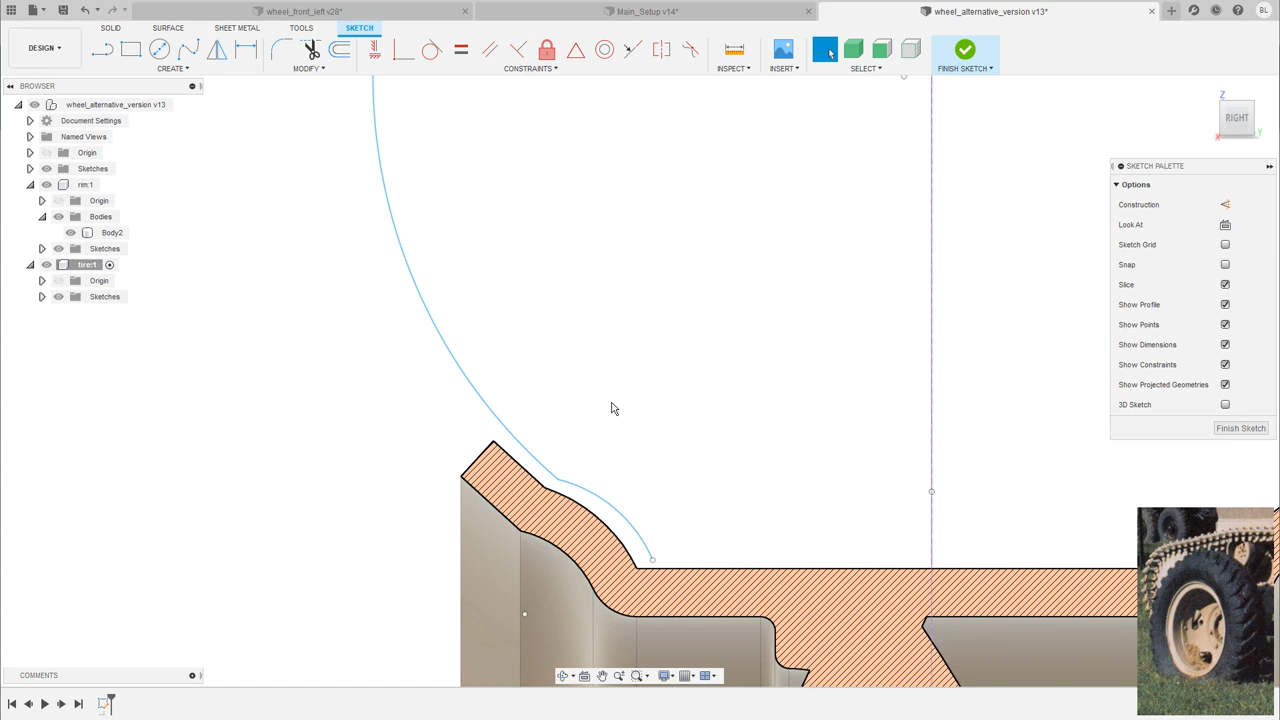 wheel_front_left v28*
Main_Setup v14*
wheel_alternative_version v13*
BL
DESIGN
SOLID
SURFACE
SHEET METAL
TOOLS
SKETCH
CREATE
MODIFY
CONSTRAINTS
INSPECT
INSERT
SELECT
FINISH SKETCH
BROWSER
wheel_alternative_version v13
Document Settings
Named Views
Origin
Sketches
rim:1
Origin
Bodies
Body2
Sketches
tire:1
Origin
Sketches
Z
RIGHT
X
Y
SKETCH PALETTE
Options
Construction
Look At
Sketch Grid
Snap
Slice
Show Profile
Show Points
Show Dimensions
Show Constraints
Show Projected Geometries
3D Sketch
Finish Sketch
COMMENTS